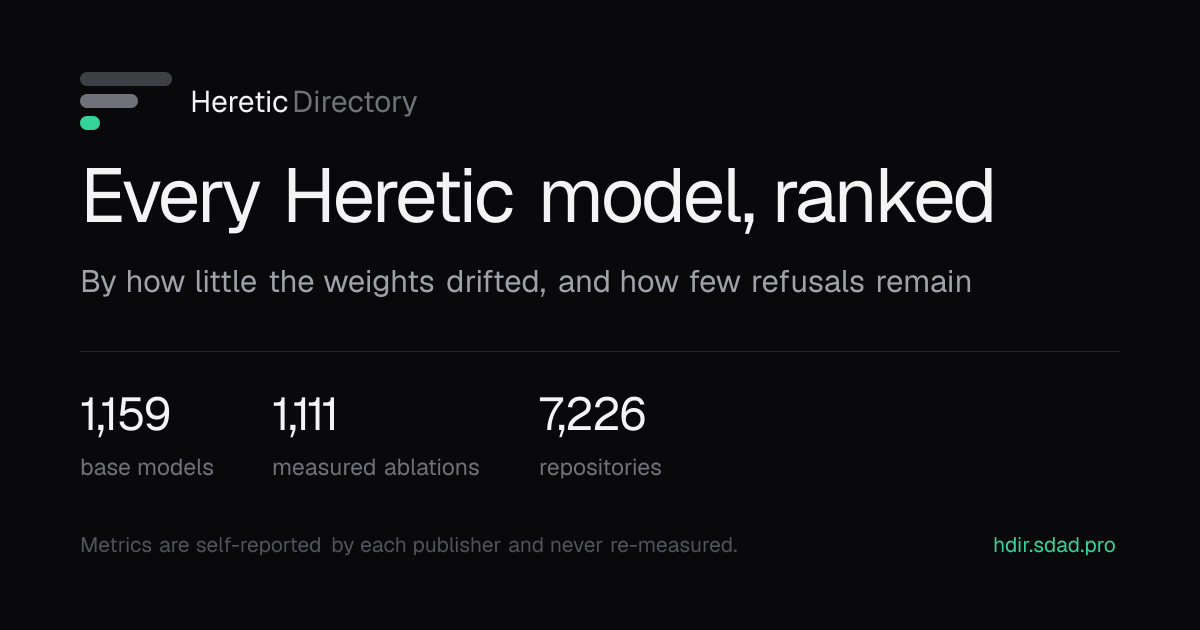 Heretic Directory
Every Heretic model, ranked
By how little the weights drifted, and how few refusals remain
1,159
1,111
7,226
base models
measured ablations
repositories
Metrics are self-reported by each publisher and never re-measured.
hdir.sdad.pro